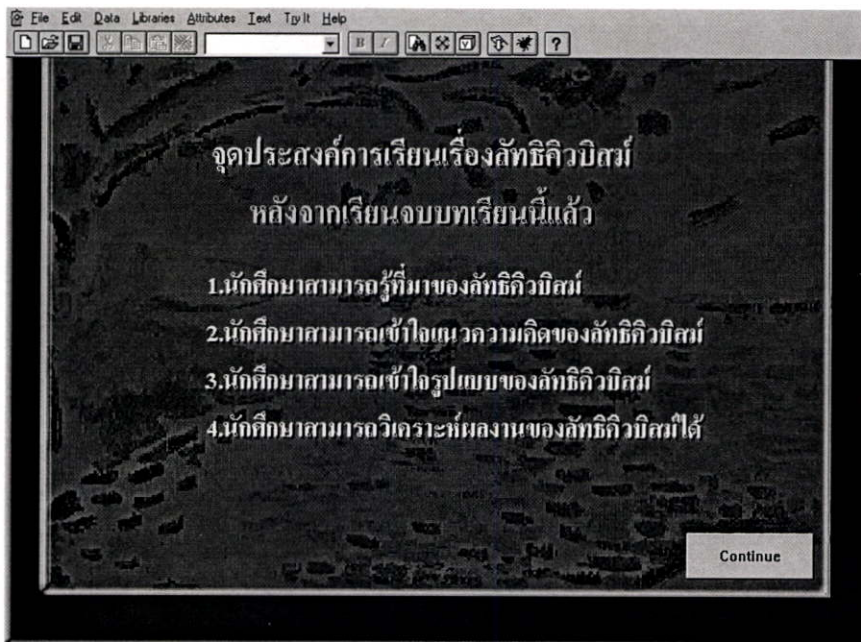 File Edit Data Libraries Attributes Text Try It Help
B I ?
จุดประสงค์การเรียนเรื่องลัทธิคิวบิสม์
หลังจากเรียนจบบทเรียนนี้แล้ว
1.นักศึกษาสามารถรู้ที่มาของลัทธิคิวบิสม์
2.นักศึกษาสามารถเข้าใจแนวความคิดของลัทธิคิวบิสม์
3.นักศึกษาสามารถเข้าใจรูปแบบของลัทธิคิวบิสม์
4.นักศึกษาสามารถวิเคราะห์ผลงานของลัทธิคิวบิสม์ได้
Continue